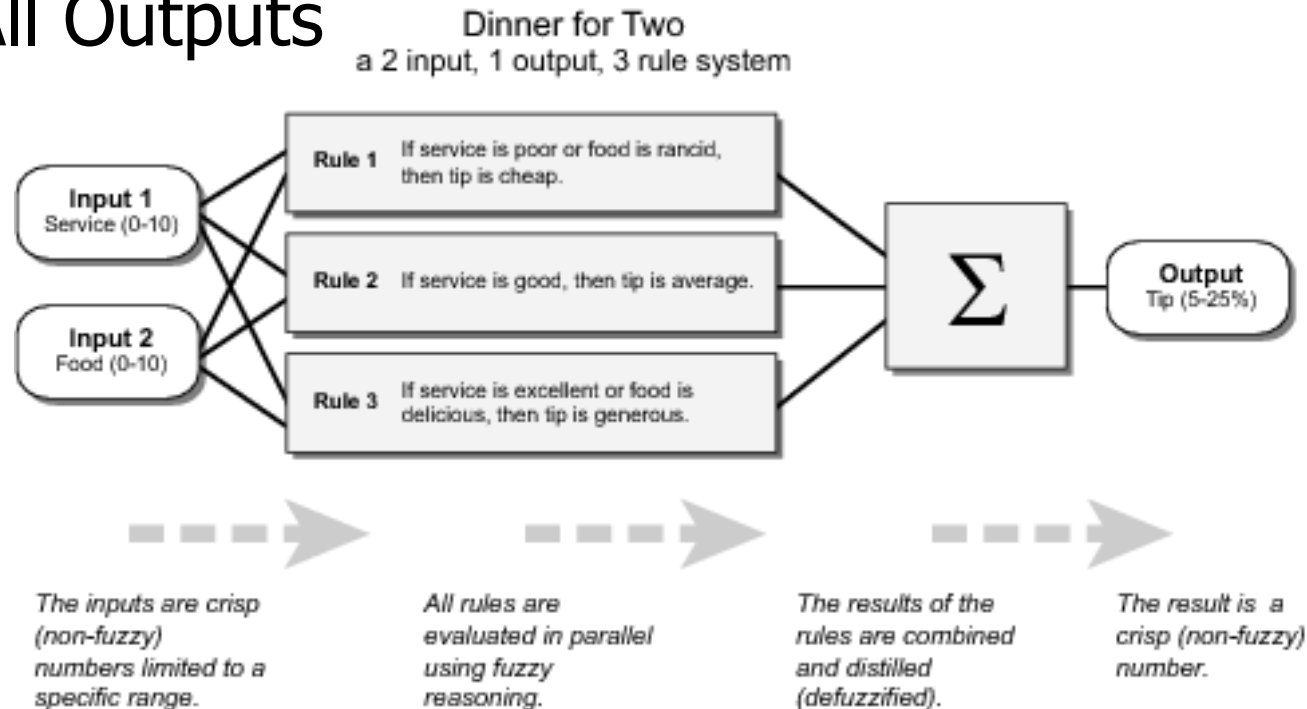 All Outputs
Dinner for Two
a 2 input, 1 output, 3 rule system
Input 1
Service (0-10)
Input 2
Food (0-10)
Rule 1
If service is poor or food is rancid,
then tip is cheap.
Rule 2
If service is good, then tip is average.
Rule 3
If service is excellent or food is
delicious, then tip is generous.
Σ
Output
Tip (5-25%)
The inputs are crisp
(non-fuzzy)
numbers limited to a
specific range.
All rules are
evaluated in parallel
using fuzzy
reasoning.
The results of the
rules are combined
and distilled
(defuzzified).
The result is a
crisp (non-fuzzy)
number.